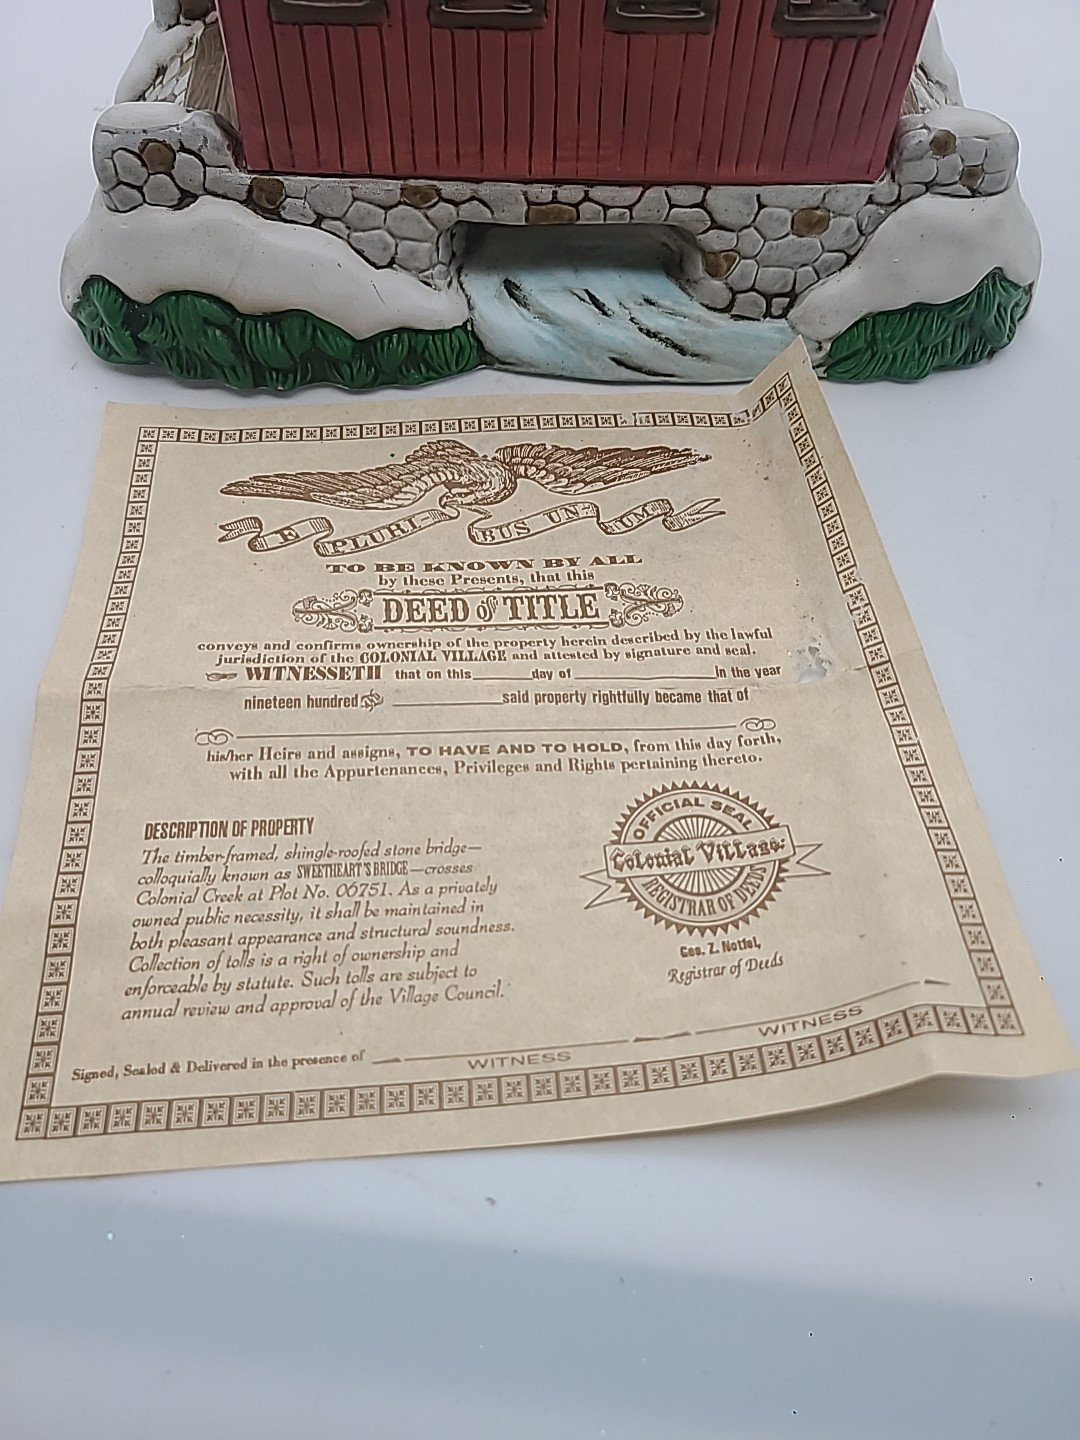 E PLURI- BUS UN- UM
TO BE KNOWN BY ALL
by these Presents, that this
DEED of TITLE
conveys and confirms ownership of the property herein described by the lawful
jurisdiction of the COLONIAL VILLAGE and attested by signature and seal.
WITNESSETH that on this ______ day of ______ in the year
nineteen hundred & ______ said property rightfully became that of
his/her Heirs and assigns, TO HAVE AND TO HOLD, from this day forth,
with all the Appurtenances, Privileges and Rights pertaining thereto.
DESCRIPTION OF PROPERTY
The timber-framed, shingle-roofed stone bridge—
colloquially known as SWEETHEART'S BRIDGE—crosses
Colonial Creek at Plot No. 06751. As a privately
owned public necessity, it shall be maintained in
both pleasant appearance and structural soundness.
Collection of tolls is a right of ownership and
enforceable by statute. Such tolls are subject to
annual review and approval of the Village Council.
OFFICIAL SEAL
Colonial Village
REGISTRAR OF DEEDS
Geo. Z. Notfel,
Registrar of Deeds
Signed, Sealed & Delivered in the presence of
WITNESS
WITNESS